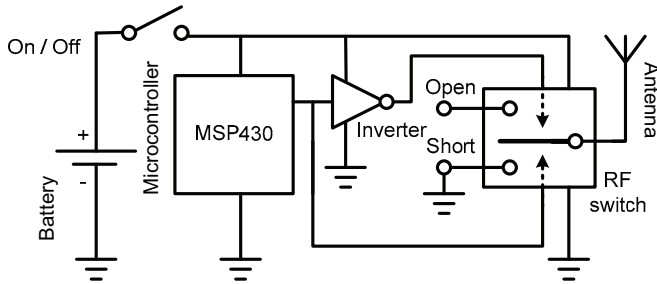 On / Off
Microcontroller
MSP430
Inverter
Open
Short
Antenna
RF
switch
+
-
Battery